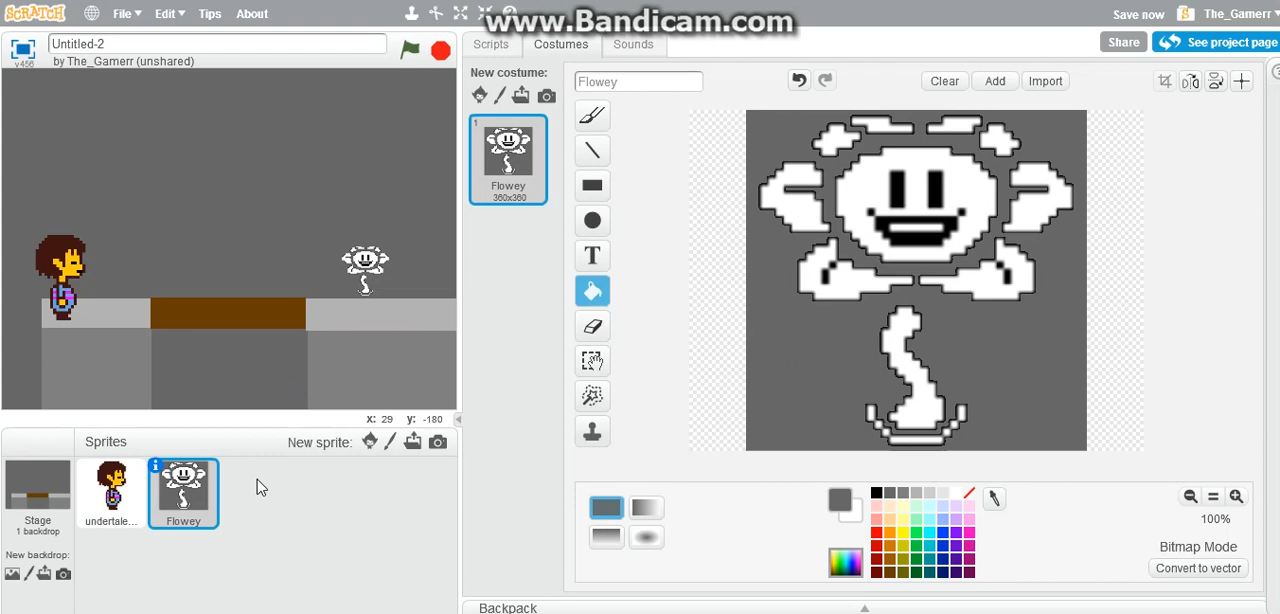 SCRATCH File Edit Tips About
www.Bandicam.com
Save now The_Gamerr
Untitled-2
by The_Gamerr (unshared)
v456
Scripts Costumes Sounds
Share See project page
New costume:
Flowey
Clear Add Import
1
Flowey
360x360
T
x: 29 y: -180
Sprites New sprite:
Stage
1 backdrop
New backdrop:
undertale...
Flowey
100%
Bitmap Mode
Convert to vector
Backpack